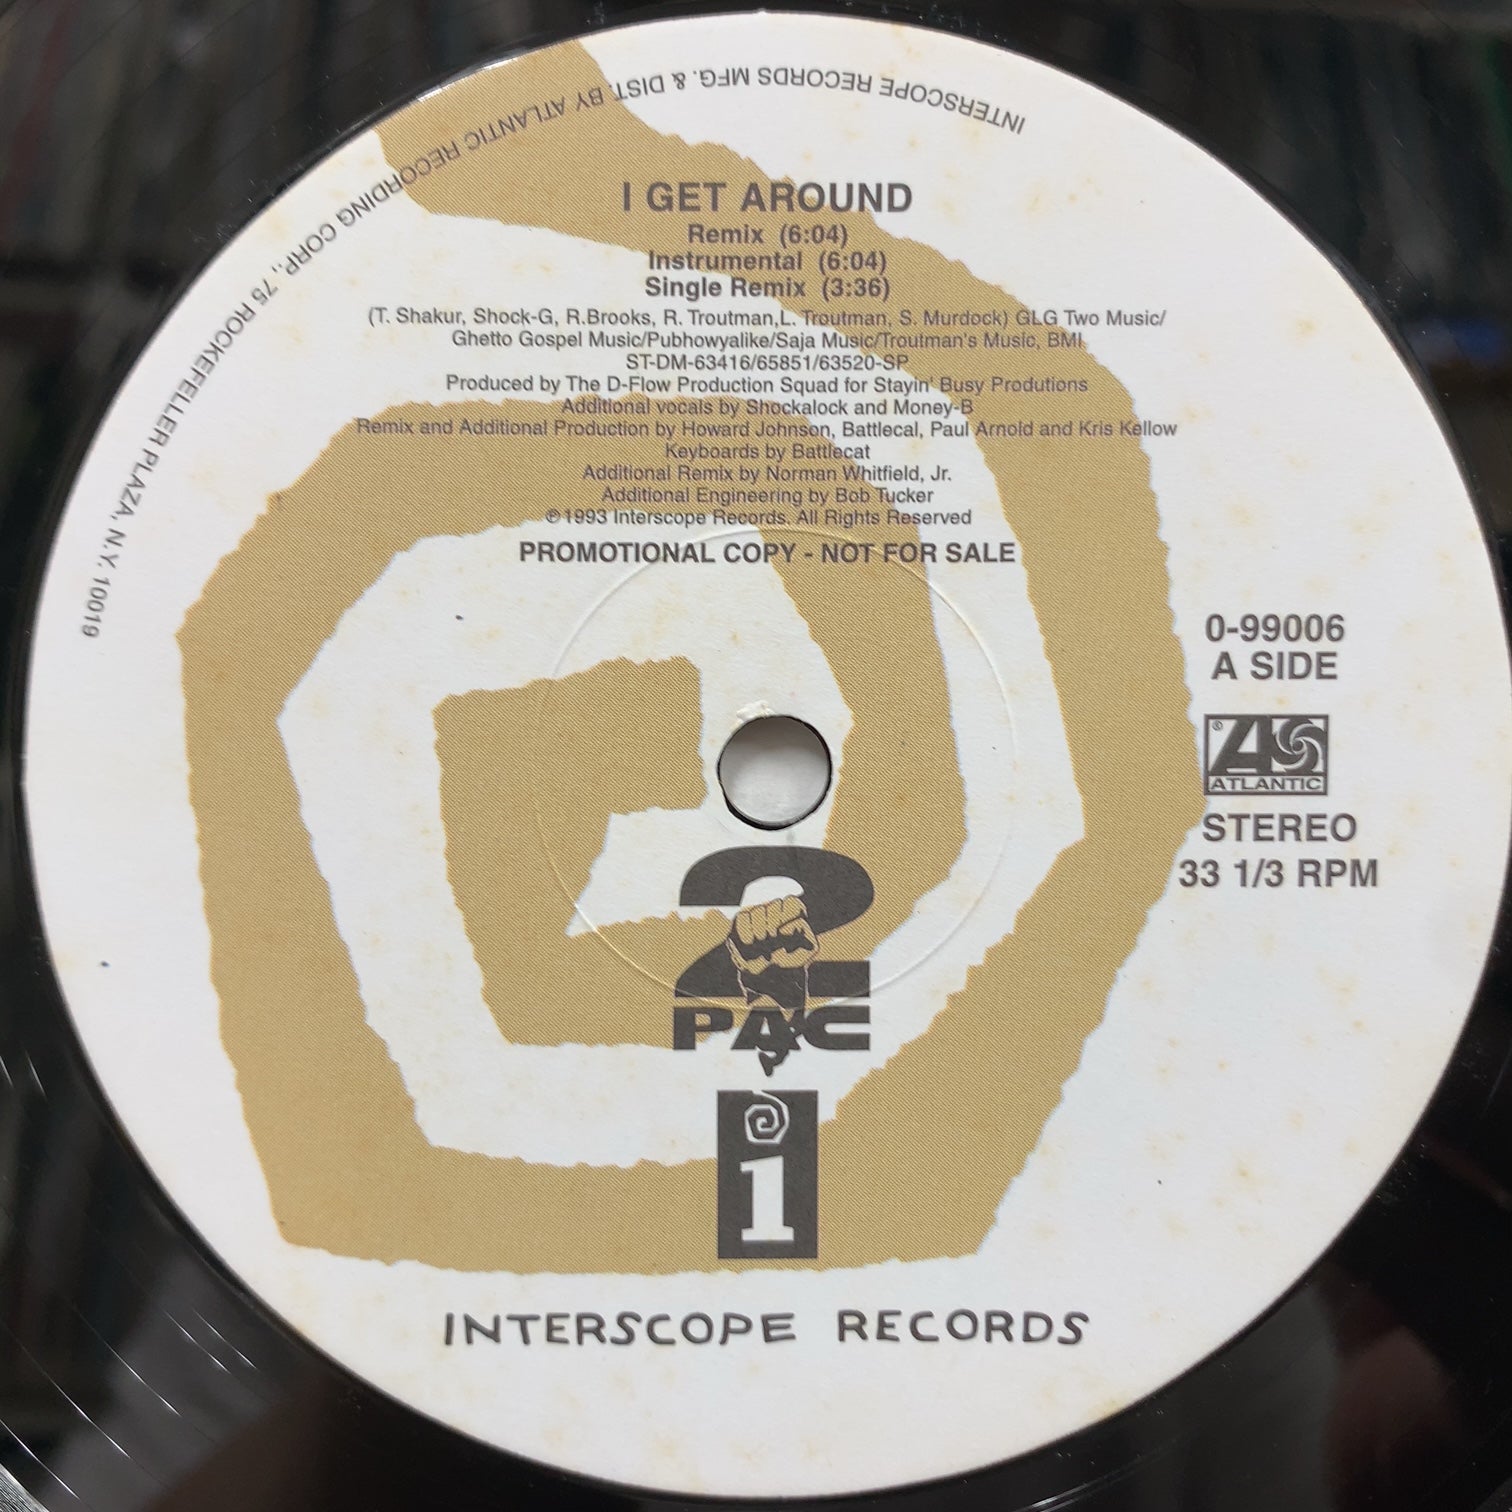 INTERSCOPE RECORDS MFG. & DIST. BY ATLANTIC RECORDING CORP., 75 ROCKEFELLER PLAZA, N.Y. 10019
I GET AROUND
Remix (6:04)
Instrumental (6:04)
Single Remix (3:36)
(T. Shakur, Shock-G, R.Brooks, R. Troutman,L. Troutman, S. Murdock) GLG Two Music/
Ghetto Gospel Music/Pubhowyalike/Saja Music/Troutman's Music, BMI
ST-DM-63416/65851/63520-SP
Produced by The D-Flow Production Squad for Stayin' Busy Produtions
Additional vocals by Shockalock and Money-B
Remix and Additional Production by Howard Johnson, Battlecal, Paul Arnold and Kris Kellow
Keyboards by Battlecat
Additional Remix by Norman Whitfield, Jr.
Additional Engineering by Bob Tucker
℗1993 Interscope Records. All Rights Reserved
PROMOTIONAL COPY - NOT FOR SALE
0-99006
A SIDE
ATLANTIC
STEREO
33 1/3 RPM
2
PAC
i
INTERSCOPE RECORDS